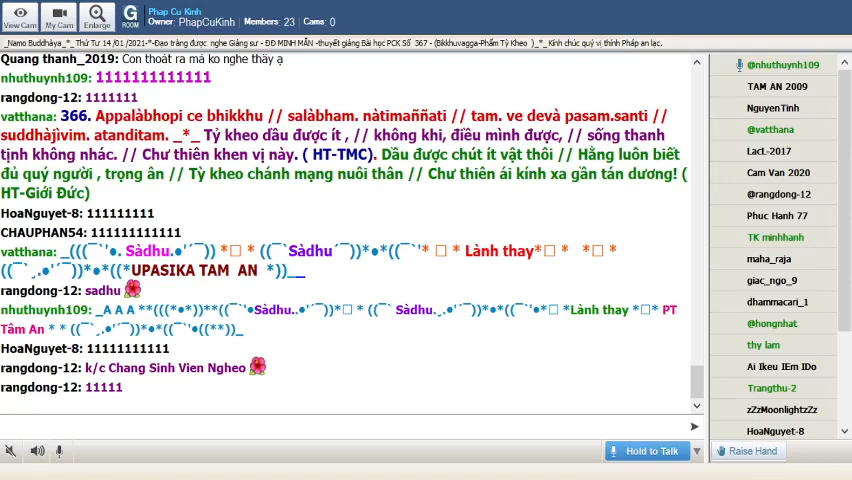 Phap Cu Kinh
Owner: PhapCuKinh Members: 23 Cams: 0
View Cam
My Cam
Enlarge
G
ROOM
_Namo Buddhàya_*_ Thứ Tư 14 /01 /2021-*-Đạo tràng được nghe Giảng sư - ĐĐ MINH MẪN -thuyết giảng Bài học PCK Số 367 - (Bikkhuvagga-Phẩm Tỳ Kheo )_*_ Kính chúc quý vị thính Pháp an lạc.
Quang thanh_2019: Con thoát ra mà ko nghe thầy ạ
nhuthuynh109: 1111111111111
rangdong-12: 1111111
vatthana: 366. Appalàbhopi ce bhikkhu // salàbham. nàtimaññati // tam. ve devà pasam.santi //
suddhàjìvim. atanditam. _*_ Tỷ kheo dầu được ít , // không khi, điều mình được, // sống thanh
tịnh không nhác. // Chư thiên khen vị này. ( HT-TMC). Dầu được chút ít vật thôi // Hằng luôn biết
đủ quý người , trọng ân // Tỳ kheo chánh mạng nuôi thân // Chư thiên ái kính xa gần tán dương! (
HT-Giới Đức)
HoaNguyet-8: 111111111
CHAUPHAN54: 111111111111
vatthana: _(((¯`'•. Sàdhu.•'´¯)) *□ * ((¯`Sàdhu´¯))*•*((¯`'* □ * Lành thay*□ * *□ *
((¯`¸.•'´¯))*•*((*UPASIKA TAM AN *))__
rangdong-12: sadhu
nhuthuynh109: _A A A **(((*•*))**((¯`'•Sàdhu..•'´¯))*□ * ((¯` Sàdhu.¸.•'´¯))*•*((¯`'•*□ *Lành thay *□* PT
Tâm An * * ((¯`¸.•'´¯))*•*((¯`'•((**))_
HoaNguyet-8: 11111111111
rangdong-12: k/c Chang Sinh Vien Ngheo
rangdong-12: 11111
@nhuthuynh109
TAM AN 2009
NguyenTinh
@vatthana
LacL-2017
Cam Van 2020
@rangdong-12
Phuc Hanh 77
TK minhhanh
maha_raja
giac_ngo_9
dhammacari_1
@hongnhat
thy lam
Ai Ikeu IEm IDo
Trangthu-2
zZzMoonlightzZz
HoaNguyet-8
Hold to Talk
Raise Hand